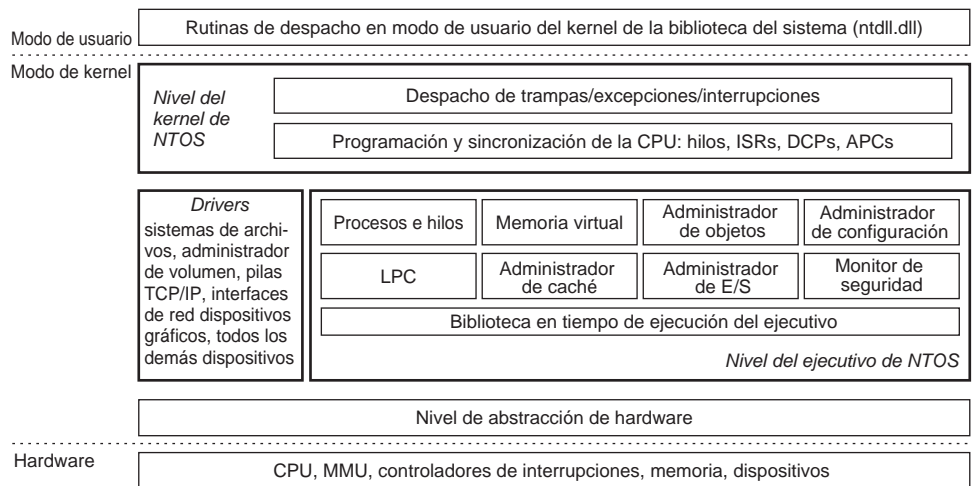 Modo de usuario
Rutinas de despacho en modo de usuario del kernel de la biblioteca del sistema (ntdll.dll)
Modo de kernel
Nivel del
kernel de
NTOS
Despacho de trampas/excepciones/interrupciones
Programación y sincronización de la CPU: hilos, ISRs, DCPs, APCs
Drivers
sistemas de archi-
vos, administrador
de volumen, pilas
TCP/IP, interfaces
de red dispositivos
gráficos, todos los
demás dispositivos
Procesos e hilos
Memoria virtual
Administrador
de objetos
Administrador
de configuración
LPC
Administrador
de caché
Administrador
de E/S
Monitor de
seguridad
Biblioteca en tiempo de ejecución del ejecutivo
Nivel del ejecutivo de NTOS
Nivel de abstracción de hardware
Hardware
CPU, MMU, controladores de interrupciones, memoria, dispositivos